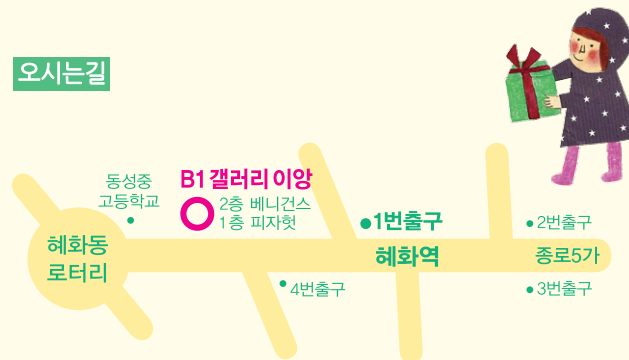 오시는길
동성중
고등학교
B1 갤러리 이앙
2층 베니건스
1층 피자헛
1번출구
2번출구
혜화동
로터리
혜화역
종로5가
4번출구
3번출구